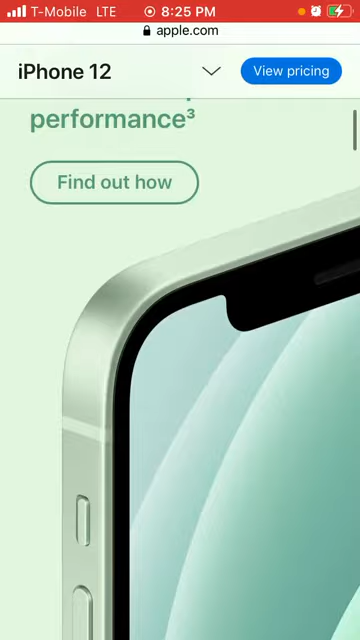 T-Mobile LTE 8:25 PM
apple.com
iPhone 12 View pricing
performance³
Find out how